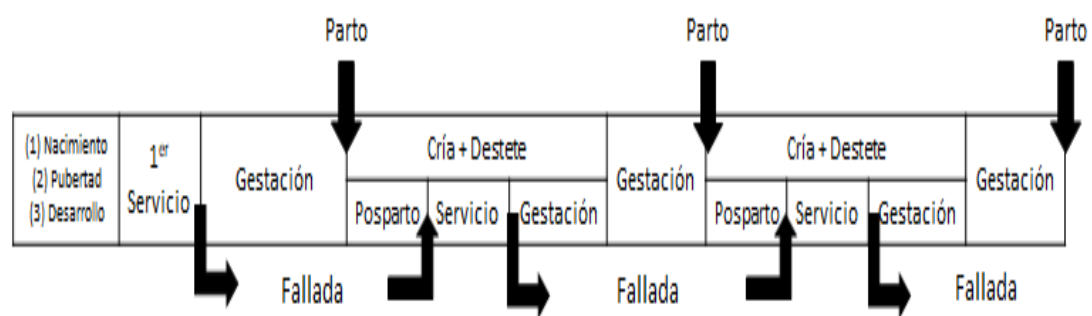 Parto
Parto
Parto
(1) Nacimiento
(2) Pubertad
(3) Desarrollo
1er
Servicio
Gestación
Cría + Destete
Posparto
Servicio
Gestación
Gestación
Cría + Destete
Posparto
Servicio
Gestación
Gestación
Fallada
Fallada
Fallada